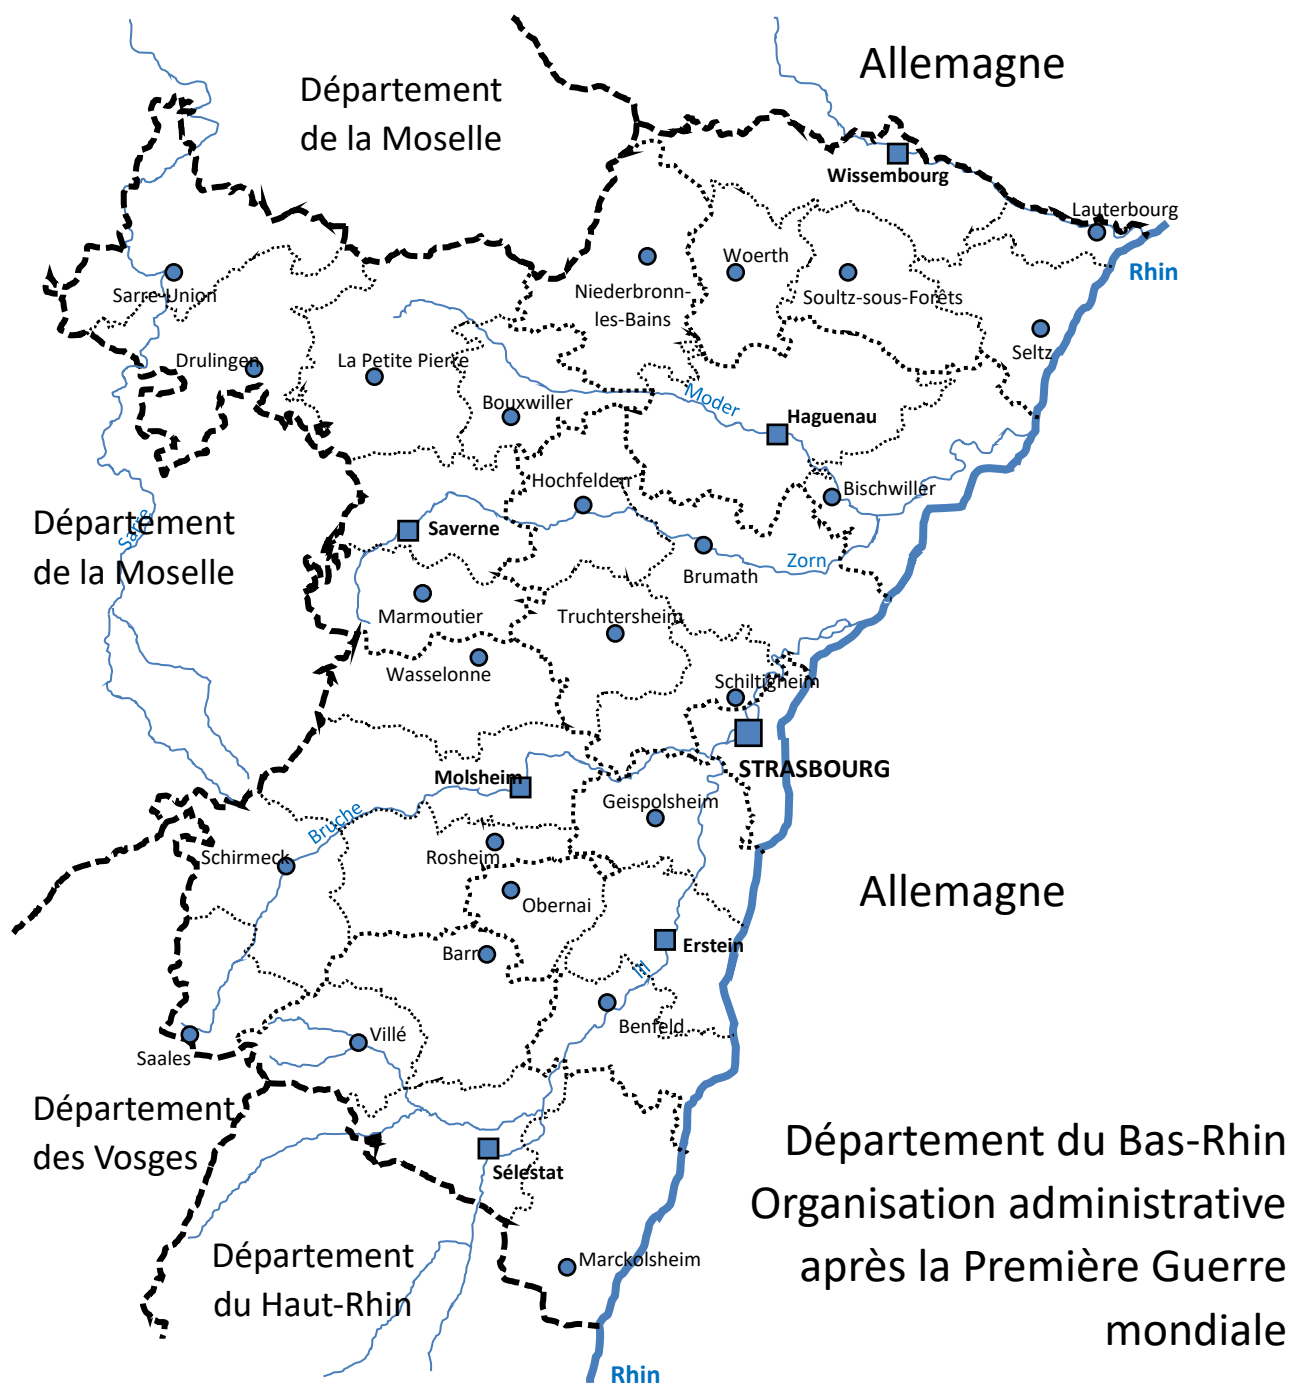 Allemagne
Département
de la Moselle
Wissembourg
Lauterbourg
Rhin
Woerth
Sarre-Union
Niederbronn-
les-Bains
Soultz-sous-Forêts
Seltz
Drulingen
La Petite Pierre
Bouxwiller
Moder
Haguenau
Hochfelden
Bischwiller
Département
de la Moselle
Sarre
Saverne
Zorn
Brumath
Marmoutier
Truchtersheim
Wasselonne
Schiltigheim
STRASBOURG
Molsheim
Geispolsheim
Bruche
Schirmeck
Rosheim
Allemagne
Obernai
Barr
Erstein
Ill
Benfeld
Villé
Saales
Département
des Vosges
Sélestat
Département du Bas-Rhin
Organisation administrative
après la Première Guerre
mondiale
Département
du Haut-Rhin
Marckolsheim
Rhin